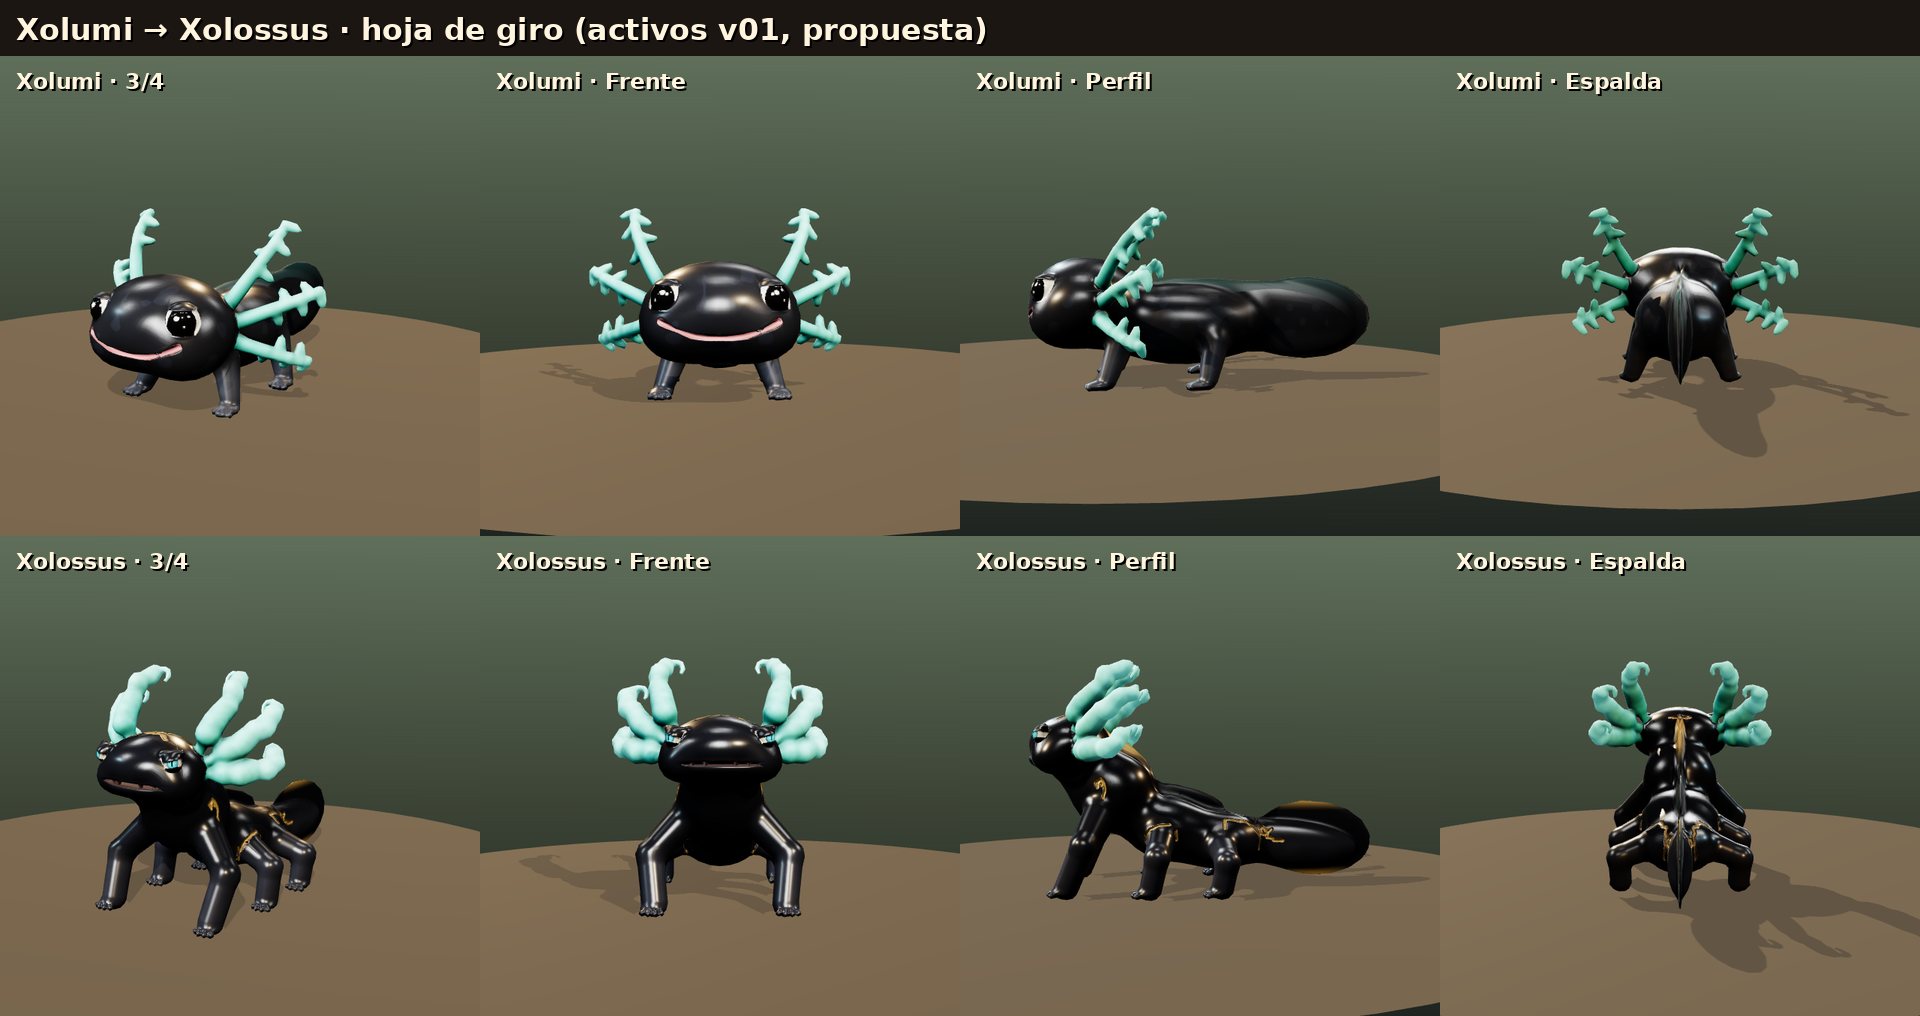 Xolumi → Xolossus · hoja de giro (activos v01, propuesta)
Xolumi · 3/4
Xolumi · Frente
Xolumi · Perfil
Xolumi · Espalda
Xolossus · 3/4
Xolossus · Frente
Xolossus · Perfil
Xolossus · Espalda